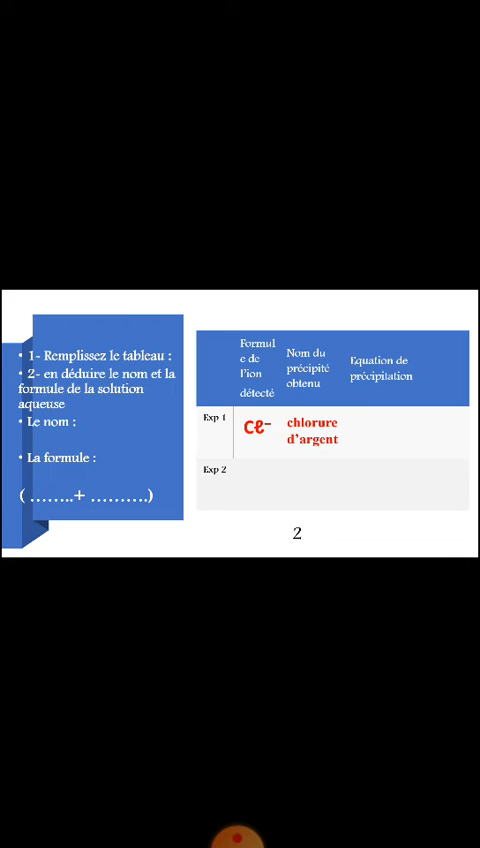 • 1- Remplissez le tableau :
• 2- en déduire le nom et la
formule de la solution
aqueuse
• Le nom :
• La formule :
( ……..+ ……….)
Formul
e de
l'ion
détecté
Nom du
précipité
obtenu
Equation de
précipitation
Exp 1
Cℓ⁻
chlorure
d'argent
Exp 2
2